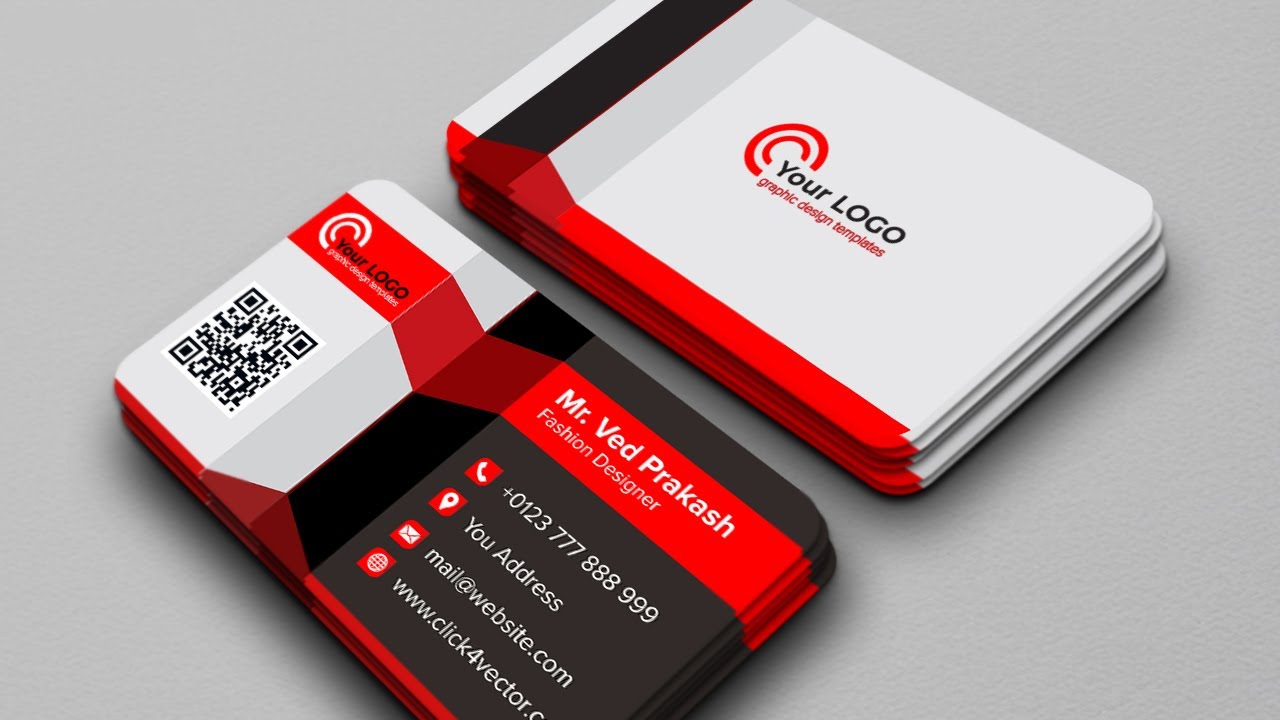 Your LOGO
graphic design templates
Your LOGO
graphic design templates
Mr. Ved Prakash
Fashion Designer
+0123 777 888 999
You Address
mail@website.com
www.click4vector.c